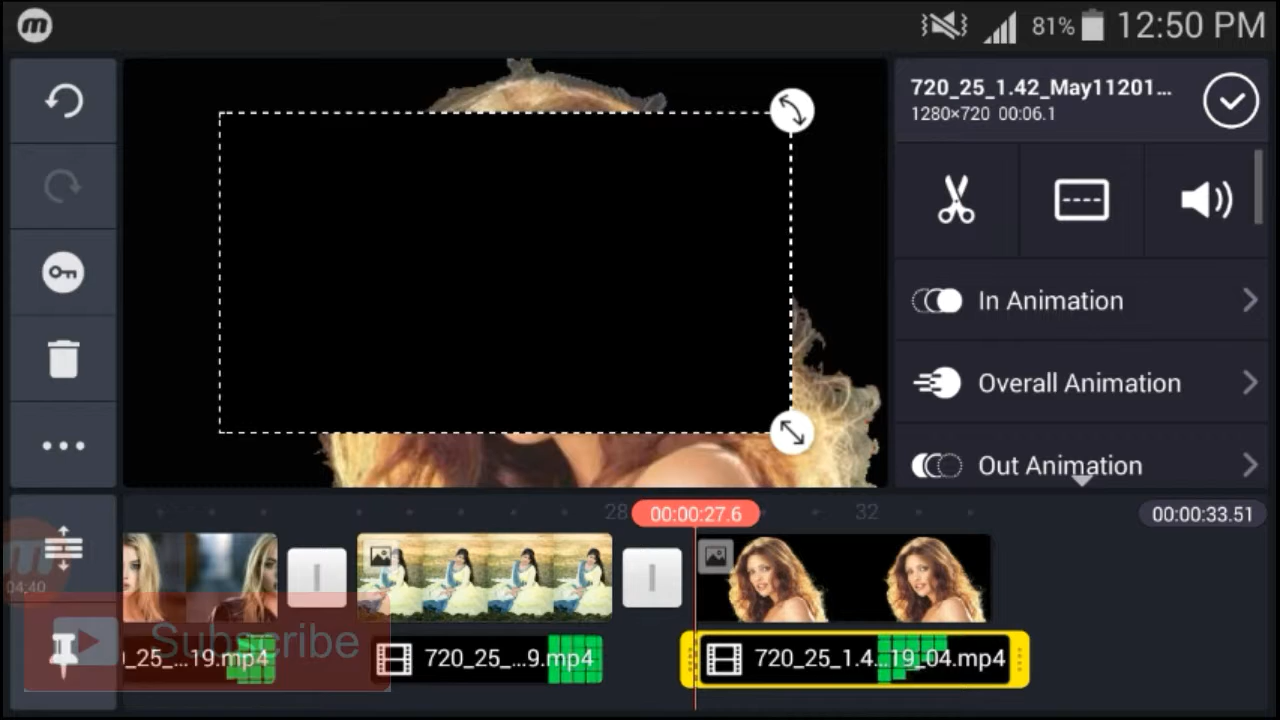 m
81% 12:50 PM
720_25_1.42_May11201...
1280×720 00:06.1
In Animation
Overall Animation
Out Animation
28
00:00:27.6
32
00:00:33.51
04:40
Subscribe
)_25_...19.mp4
720_25_...9.mp4
720_25_1.4...19_04.mp4